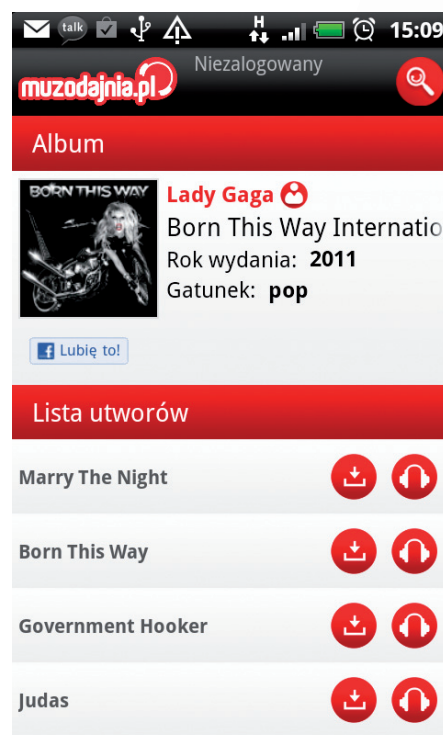 talk
H
15:09
muzodajnia.pl
Niezalogowany
Album
BORN THIS WAY
Lady Gaga
Born This Way Internatio
Rok wydania: 2011
Gatunek: pop
f Lubię to!
Lista utworów
Marry The Night
Born This Way
Government Hooker
Judas